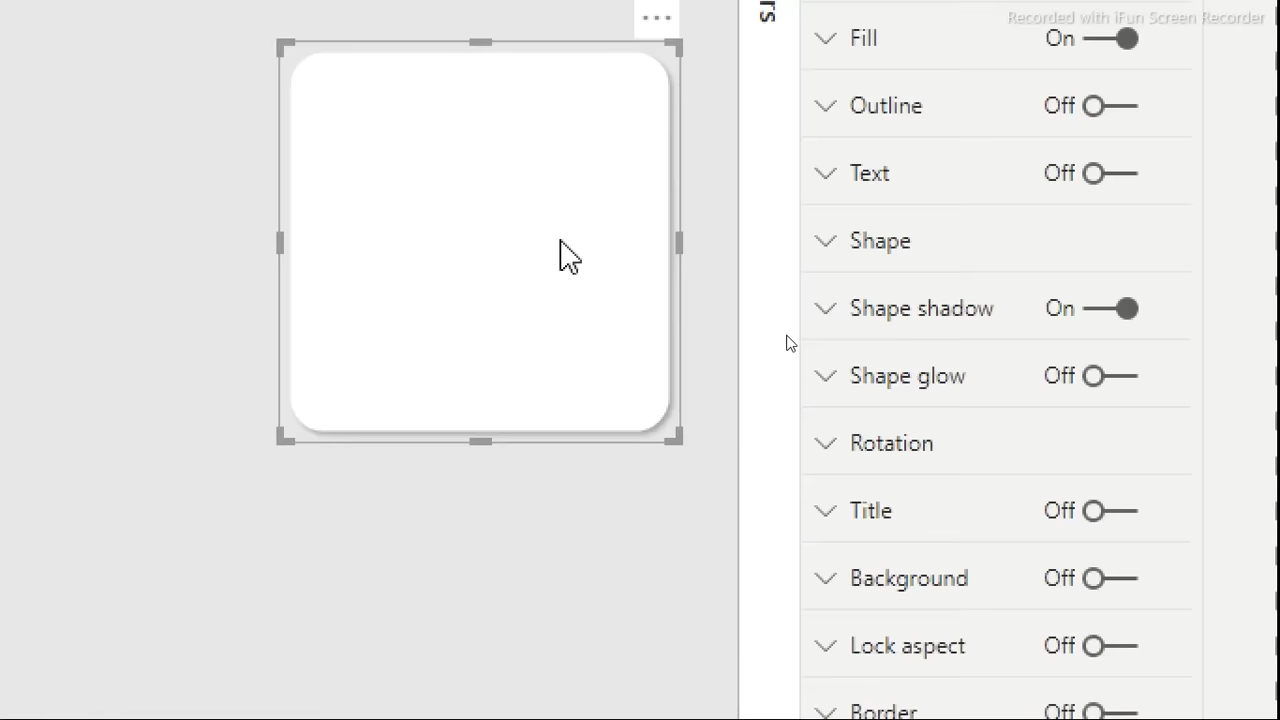 rs
Recorded with iFun Screen Recorder
Fill On
Outline Off
Text Off
Shape
Shape shadow On
Shape glow Off
Rotation
Title Off
Background Off
Lock aspect Off
Border Off